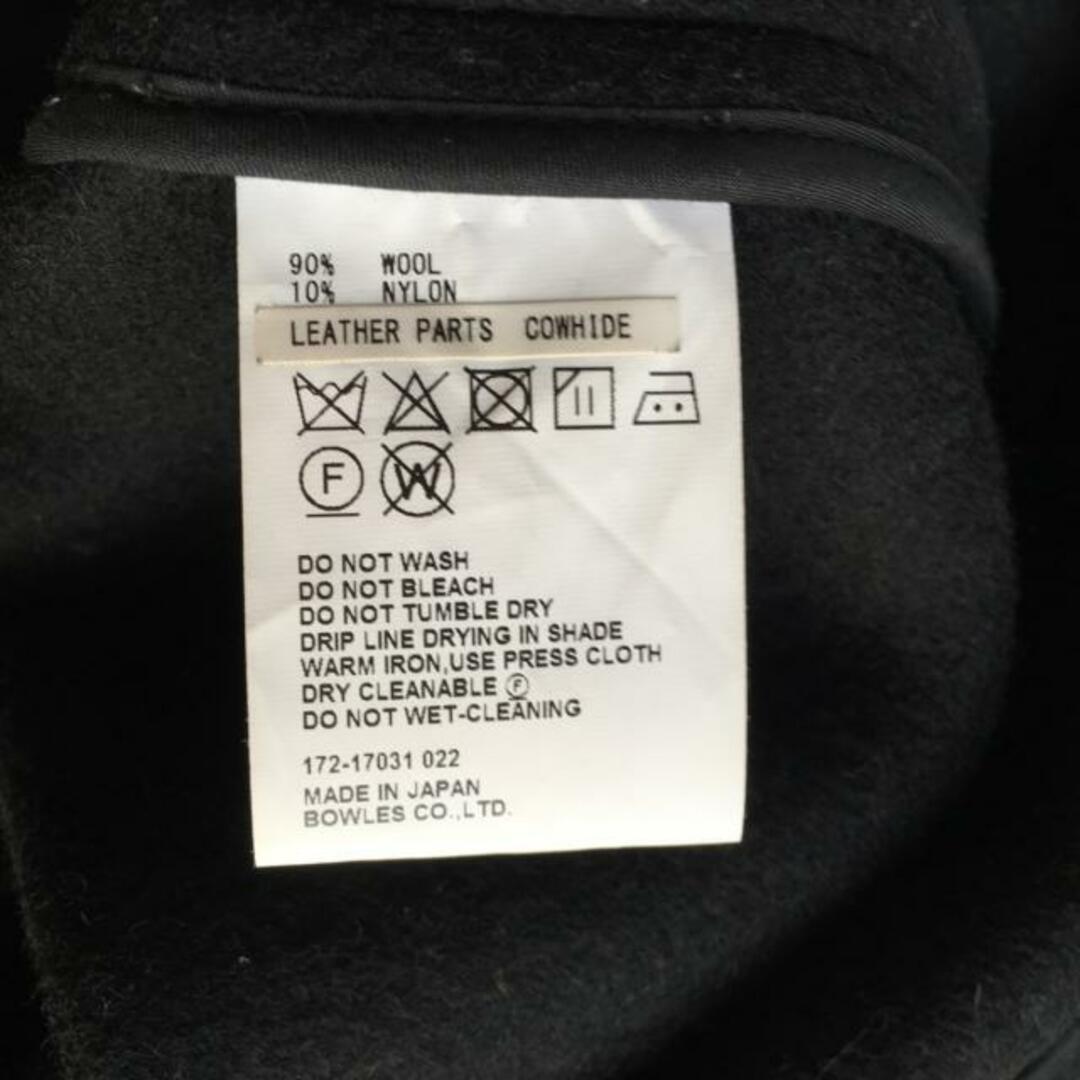 90% WOOL
10% NYLON
LEATHER PARTS COWHIDE
F W
DO NOT WASH
DO NOT BLEACH
DO NOT TUMBLE DRY
DRIP LINE DRYING IN SHADE
WARM IRON,USE PRESS CLOTH
DRY CLEANABLE Ⓕ
DO NOT WET-CLEANING
172-17031 022
MADE IN JAPAN
BOWLES CO.,LTD.